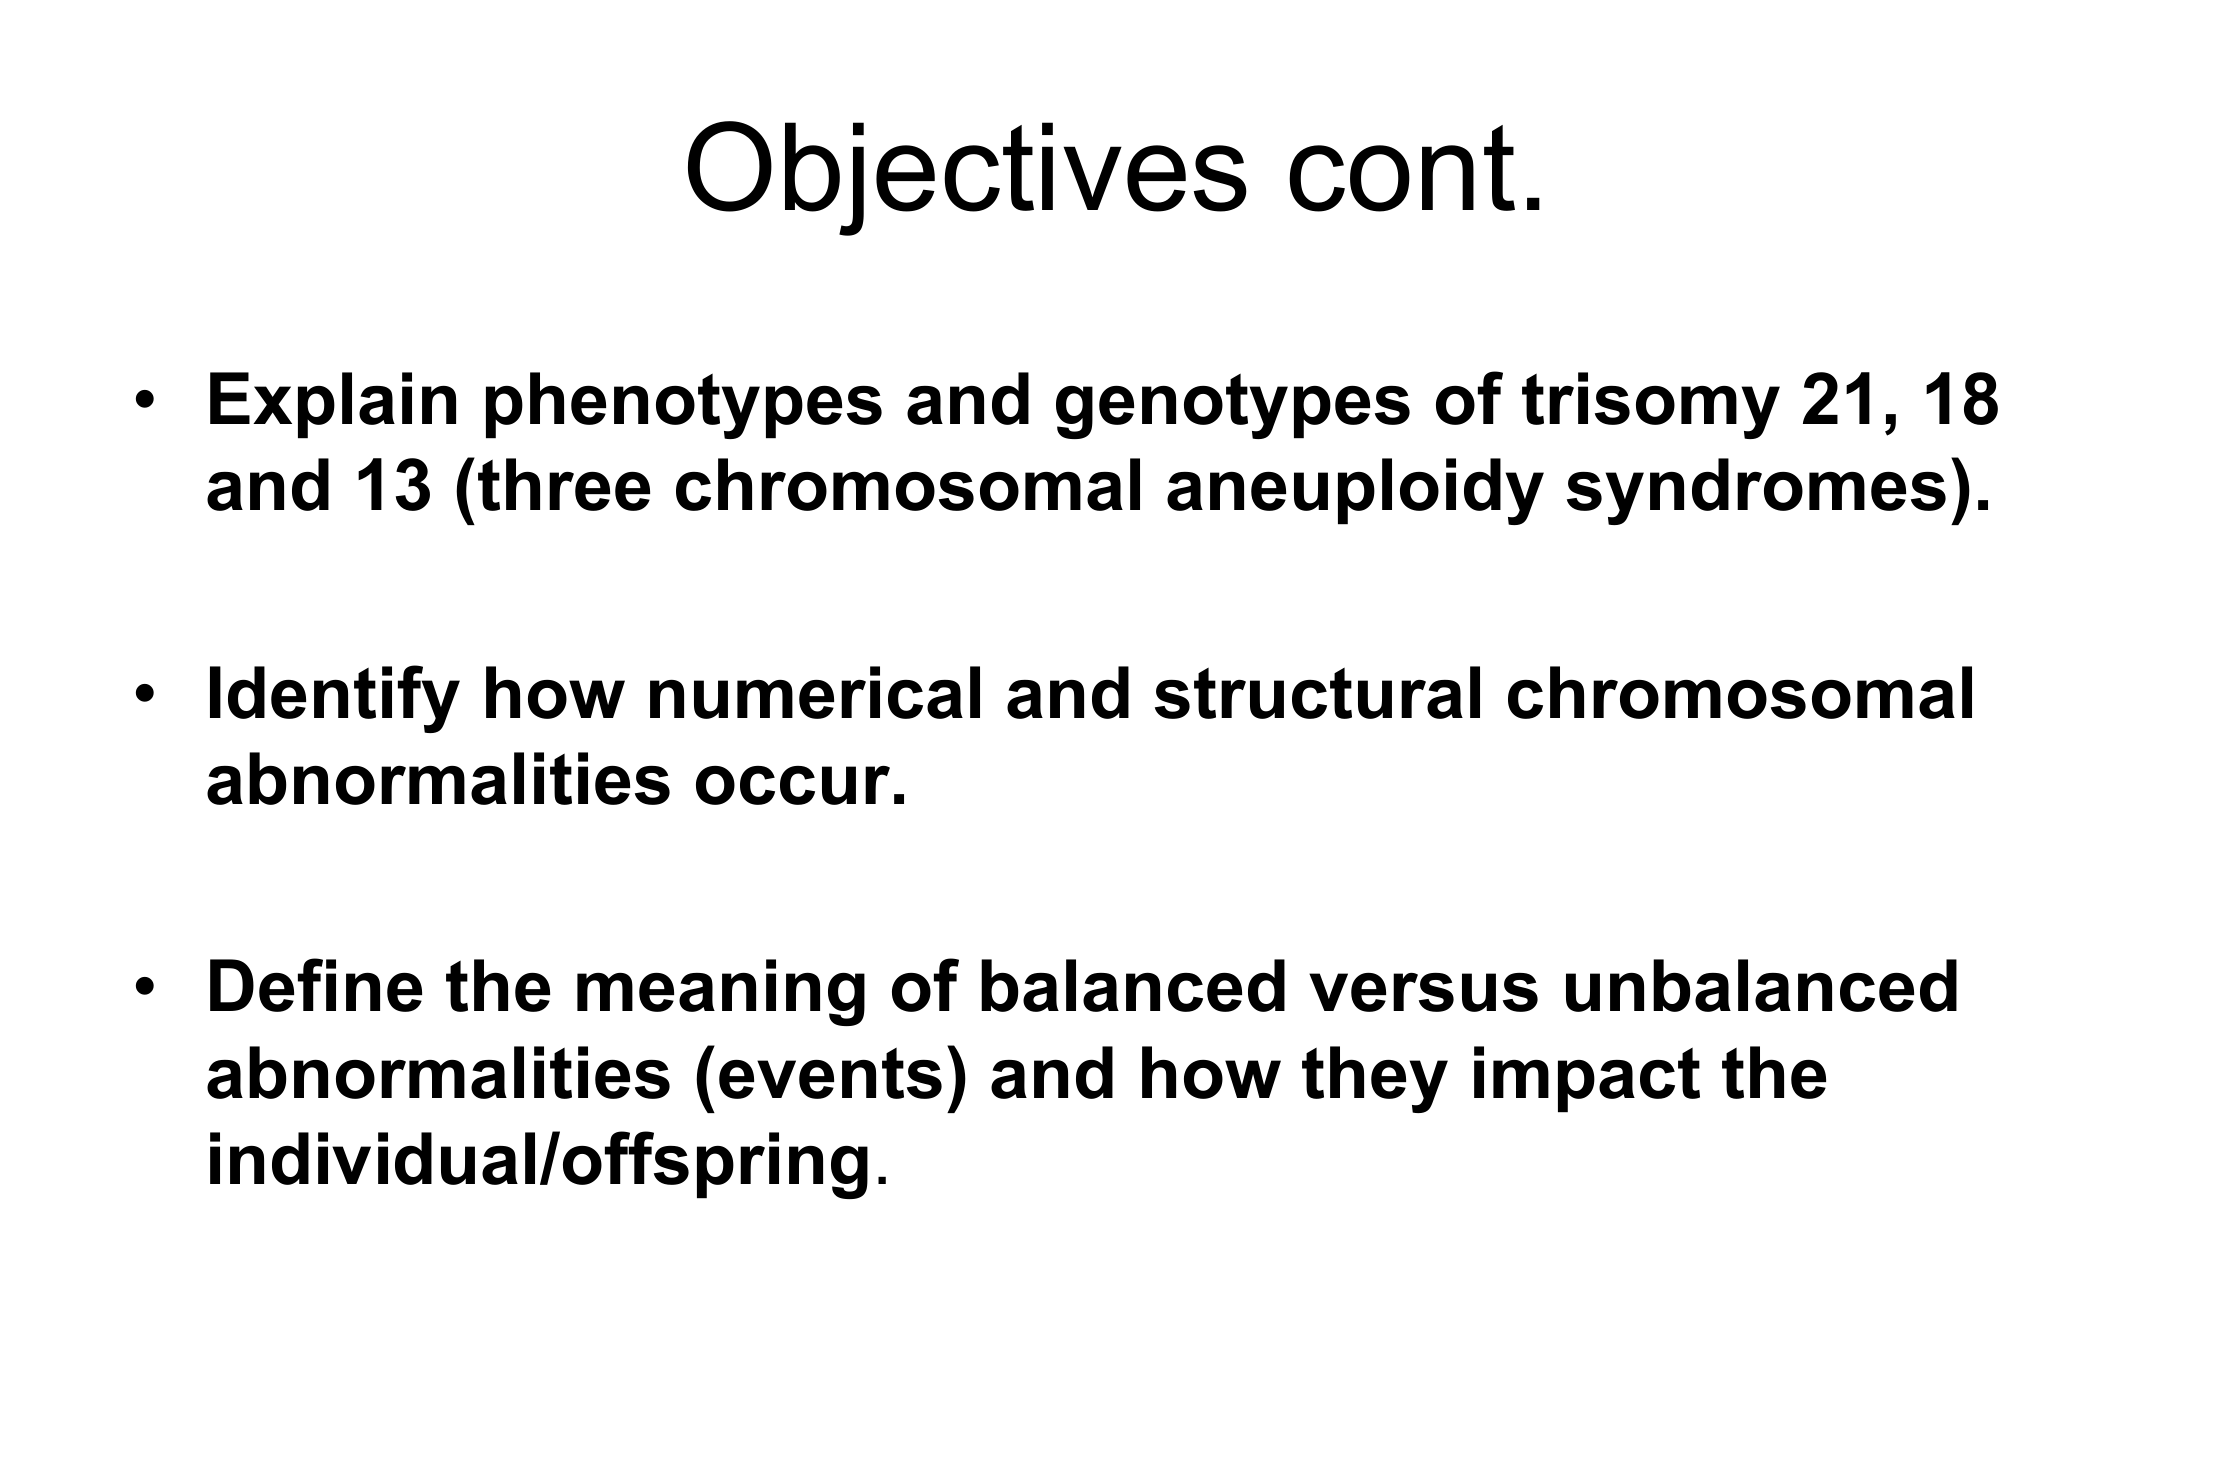 Objectives cont.
• Explain phenotypes and genotypes of trisomy 21, 18
and 13 (three chromosomal aneuploidy syndromes).
• Identify how numerical and structural chromosomal
abnormalities occur.
• Define the meaning of balanced versus unbalanced
abnormalities (events) and how they impact the
individual/offspring.